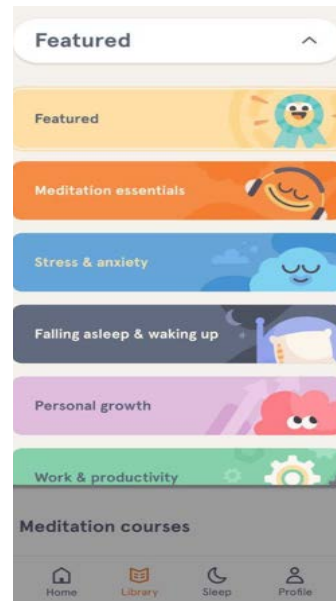 Featured
Featured
Meditation essentials
Stress & anxiety
Falling asleep & waking up
Personal growth
Work & productivity
Meditation courses
Home Library Sleep Profile